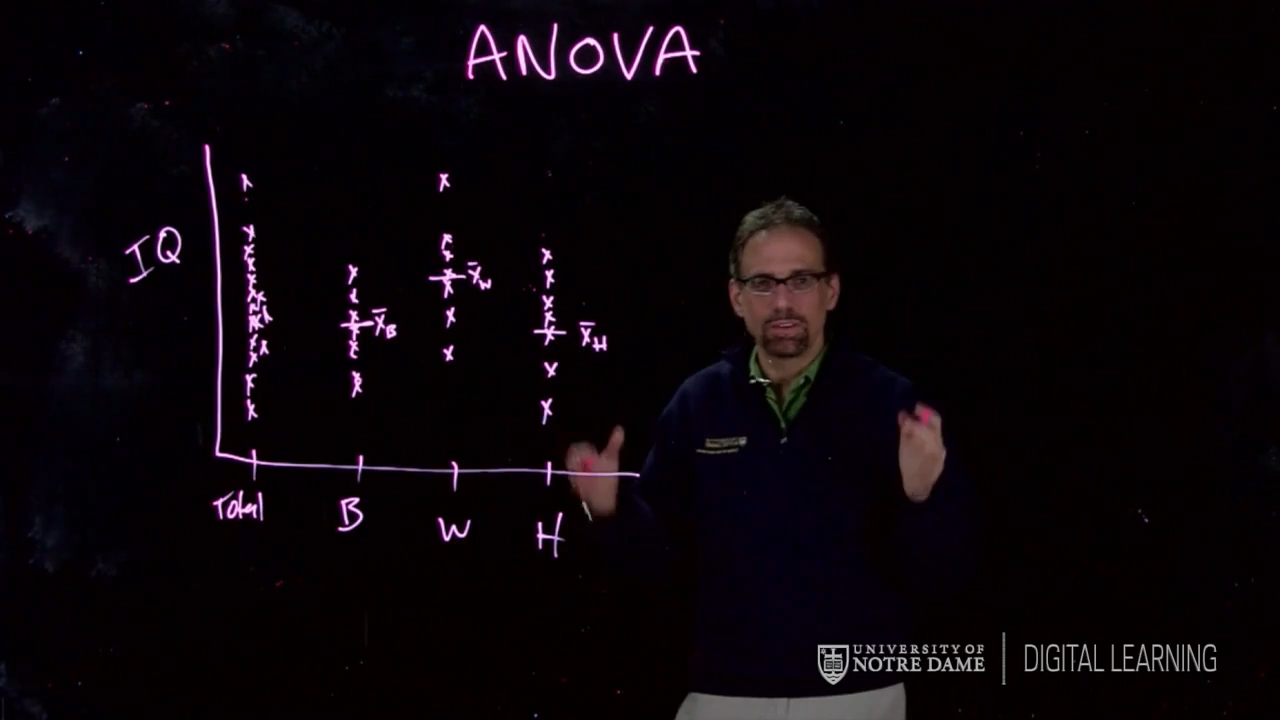 ANOVA
IQ
x̄B
x̄W
x̄H
Total
B
W
H
UNIVERSITY OF
NOTRE DAME
DIGITAL LEARNING